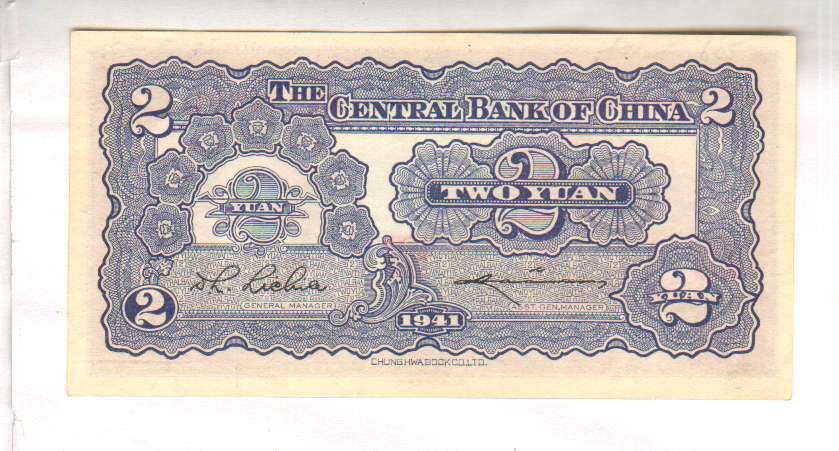 THE CENTRAL BANK OF CHINA
2
2
2
YUAN
2
TWO YUAN
GENERAL MANAGER
ASST. GEN. MANAGER
2
2
YUAN
1941
CHUNG HWA BOOK CO., LTD.